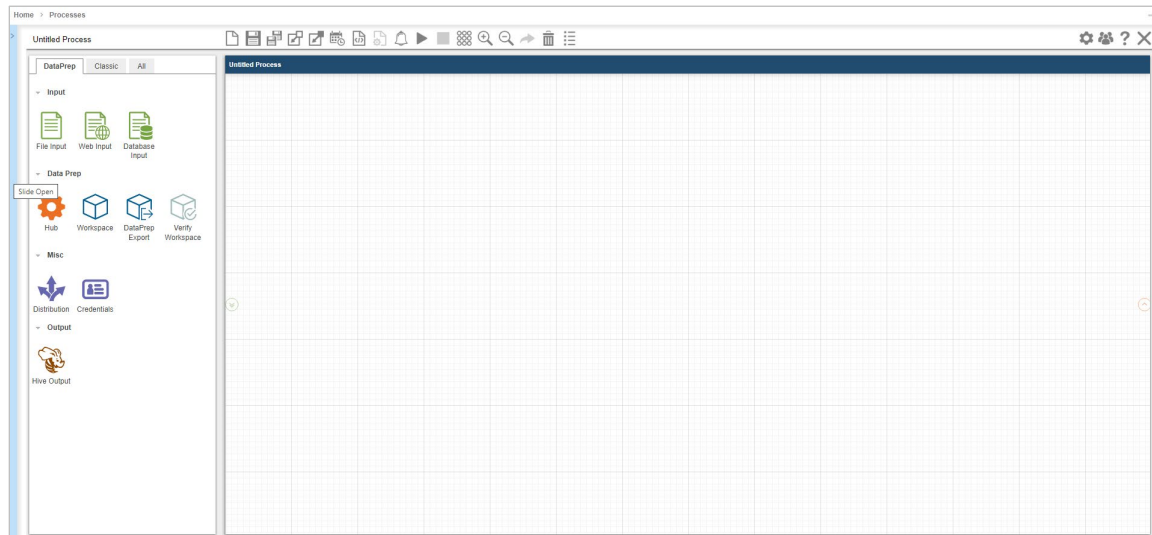 Home > Processes
Untitled Process
DataPrep Classic All
Untitled Process
Input
File Input Web Input Database Input
Data Prep
Slide Open
Hub Workspace DataPrep Export Verify Workspace
Misc
Distribution Credentials
Output
Hive Output